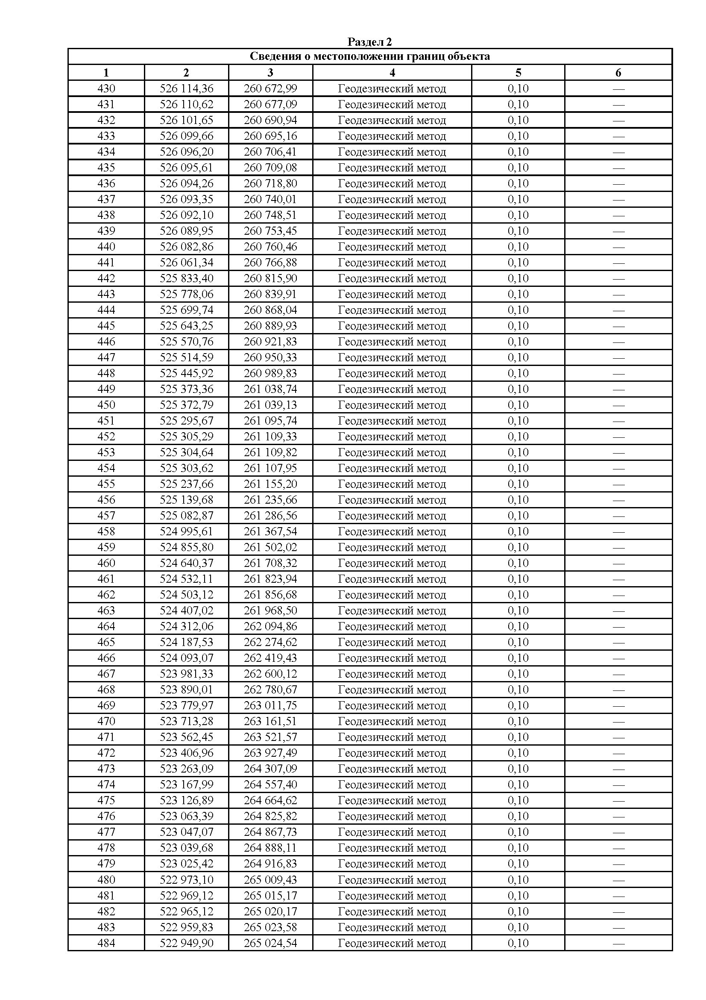 Раздел 2
Сведения о местоположении границ объекта
1 2 3 4 5 6
430 526 114,36 260 672,99 Геодезический метод 0,10 —
431 526 110,62 260 677,09 Геодезический метод 0,10 —
432 526 101,65 260 690,94 Геодезический метод 0,10 —
433 526 099,66 260 695,16 Геодезический метод 0,10 —
434 526 096,20 260 706,41 Геодезический метод 0,10 —
435 526 095,61 260 709,08 Геодезический метод 0,10 —
436 526 094,26 260 718,80 Геодезический метод 0,10 —
437 526 093,35 260 740,01 Геодезический метод 0,10 —
438 526 092,10 260 748,51 Геодезический метод 0,10 —
439 526 089,95 260 753,45 Геодезический метод 0,10 —
440 526 082,86 260 760,46 Геодезический метод 0,10 —
441 526 061,34 260 766,88 Геодезический метод 0,10 —
442 525 833,40 260 815,90 Геодезический метод 0,10 —
443 525 778,06 260 839,91 Геодезический метод 0,10 —
444 525 699,74 260 868,04 Геодезический метод 0,10 —
445 525 643,25 260 889,93 Геодезический метод 0,10 —
446 525 570,76 260 921,83 Геодезический метод 0,10 —
447 525 514,59 260 950,33 Геодезический метод 0,10 —
448 525 445,92 260 989,83 Геодезический метод 0,10 —
449 525 373,36 261 038,74 Геодезический метод 0,10 —
450 525 372,79 261 039,13 Геодезический метод 0,10 —
451 525 295,67 261 095,74 Геодезический метод 0,10 —
452 525 305,29 261 109,33 Геодезический метод 0,10 —
453 525 304,64 261 109,82 Геодезический метод 0,10 —
454 525 303,62 261 107,95 Геодезический метод 0,10 —
455 525 237,66 261 155,20 Геодезический метод 0,10 —
456 525 139,68 261 235,66 Геодезический метод 0,10 —
457 525 082,87 261 286,56 Геодезический метод 0,10 —
458 524 995,61 261 367,54 Геодезический метод 0,10 —
459 524 855,80 261 502,02 Геодезический метод 0,10 —
460 524 640,37 261 708,32 Геодезический метод 0,10 —
461 524 532,11 261 823,94 Геодезический метод 0,10 —
462 524 503,12 261 856,68 Геодезический метод 0,10 —
463 524 407,02 261 968,50 Геодезический метод 0,10 —
464 524 312,06 262 094,86 Геодезический метод 0,10 —
465 524 187,53 262 274,62 Геодезический метод 0,10 —
466 524 093,07 262 419,43 Геодезический метод 0,10 —
467 523 981,33 262 600,12 Геодезический метод 0,10 —
468 523 890,01 262 780,67 Геодезический метод 0,10 —
469 523 779,97 263 011,75 Геодезический метод 0,10 —
470 523 713,28 263 161,51 Геодезический метод 0,10 —
471 523 562,45 263 521,57 Геодезический метод 0,10 —
472 523 406,96 263 927,49 Геодезический метод 0,10 —
473 523 263,09 264 307,09 Геодезический метод 0,10 —
474 523 167,99 264 557,40 Геодезический метод 0,10 —
475 523 126,89 264 664,62 Геодезический метод 0,10 —
476 523 063,39 264 825,82 Геодезический метод 0,10 —
477 523 047,07 264 867,73 Геодезический метод 0,10 —
478 523 039,68 264 888,11 Геодезический метод 0,10 —
479 523 025,42 264 916,83 Геодезический метод 0,10 —
480 522 973,10 265 009,43 Геодезический метод 0,10 —
481 522 969,12 265 015,17 Геодезический метод 0,10 —
482 522 965,12 265 020,17 Геодезический метод 0,10 —
483 522 959,83 265 023,58 Геодезический метод 0,10 —
484 522 949,90 265 024,54 Геодезический метод 0,10 —